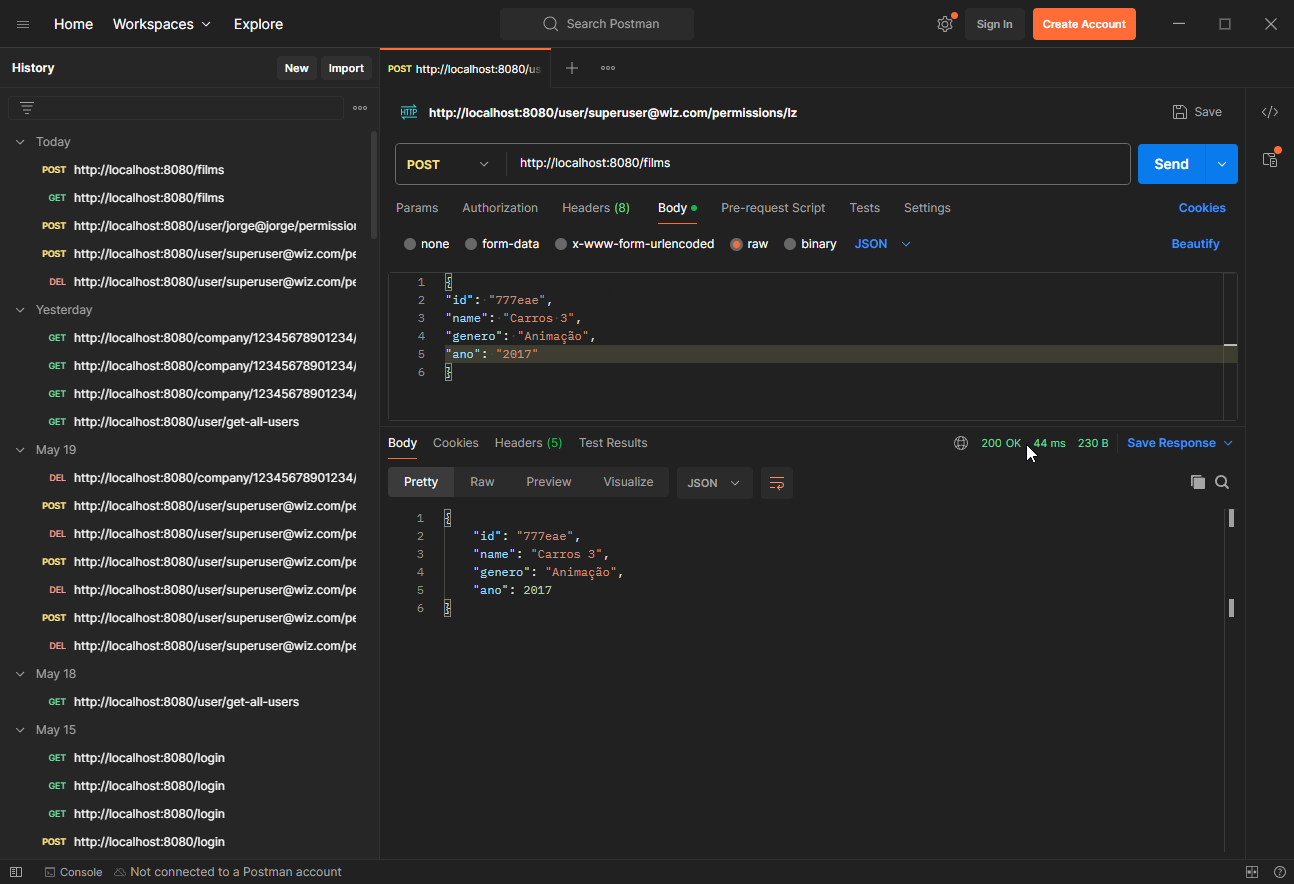 Home Workspaces Explore Search Postman Sign In Create Account
History New Import
POST http://localhost:8080/us
HTTP http://localhost:8080/user/superuser@wiz.com/permissions/lz Save
Today
POST http://localhost:8080/films
GET http://localhost:8080/films
POST http://localhost:8080/user/jorge@jorge/permission
POST http://localhost:8080/user/superuser@wiz.com/pe
DEL http://localhost:8080/user/superuser@wiz.com/pe
Yesterday
GET http://localhost:8080/company/12345678901234/
GET http://localhost:8080/company/12345678901234/
GET http://localhost:8080/company/12345678901234/
GET http://localhost:8080/user/get-all-users
May 19
DEL http://localhost:8080/company/12345678901234/
POST http://localhost:8080/user/superuser@wiz.com/pe
DEL http://localhost:8080/user/superuser@wiz.com/pe
POST http://localhost:8080/user/superuser@wiz.com/pe
DEL http://localhost:8080/user/superuser@wiz.com/pe
POST http://localhost:8080/user/superuser@wiz.com/pe
DEL http://localhost:8080/user/superuser@wiz.com/pe
May 18
GET http://localhost:8080/user/get-all-users
May 15
GET http://localhost:8080/login
GET http://localhost:8080/login
GET http://localhost:8080/login
POST http://localhost:8080/login
POST http://localhost:8080/films Send
Params Authorization Headers (8) Body Pre-request Script Tests Settings Cookies
none form-data x-www-form-urlencoded raw binary JSON Beautify
1 {
2 "id": "777eae",
3 "name": "Carros 3",
4 "genero": "Animação",
5 "ano": "2017"
6 }
Body Cookies Headers (5) Test Results 200 OK 44 ms 230 B Save Response
Pretty Raw Preview Visualize JSON
1 {
2 "id": "777eae",
3 "name": "Carros 3",
4 "genero": "Animação",
5 "ano": 2017
6 }
Console Not connected to a Postman account